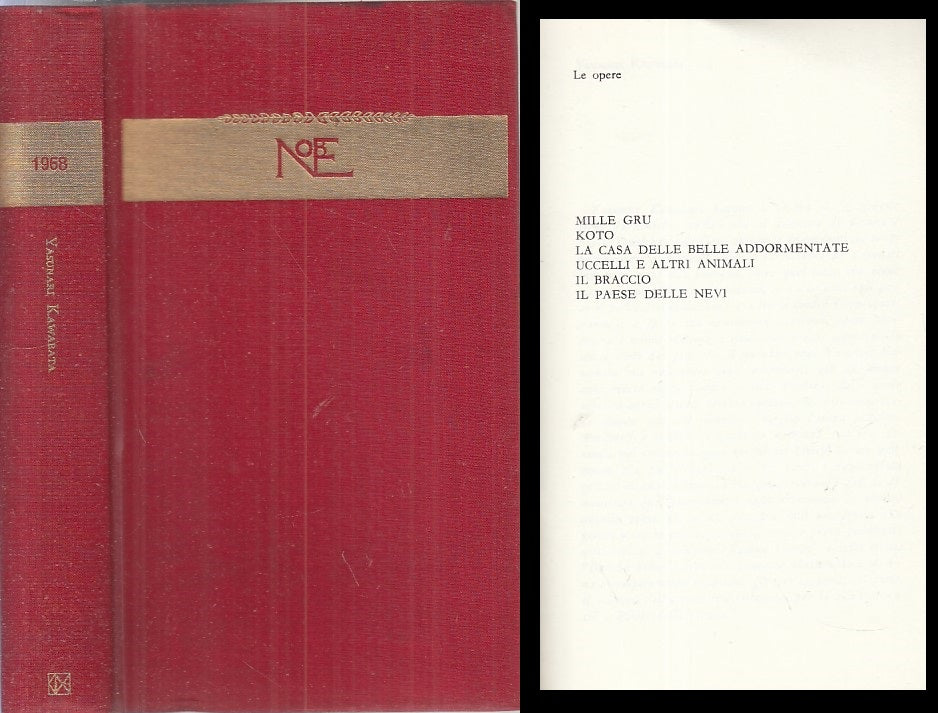 1968
YASUNARI KAWABATA
NOBEL
Le opere
MILLE GRU
KOTO
LA CASA DELLE BELLE ADDORMENTATE
UCCELLI E ALTRI ANIMALI
IL BRACCIO
IL PAESE DELLE NEVI